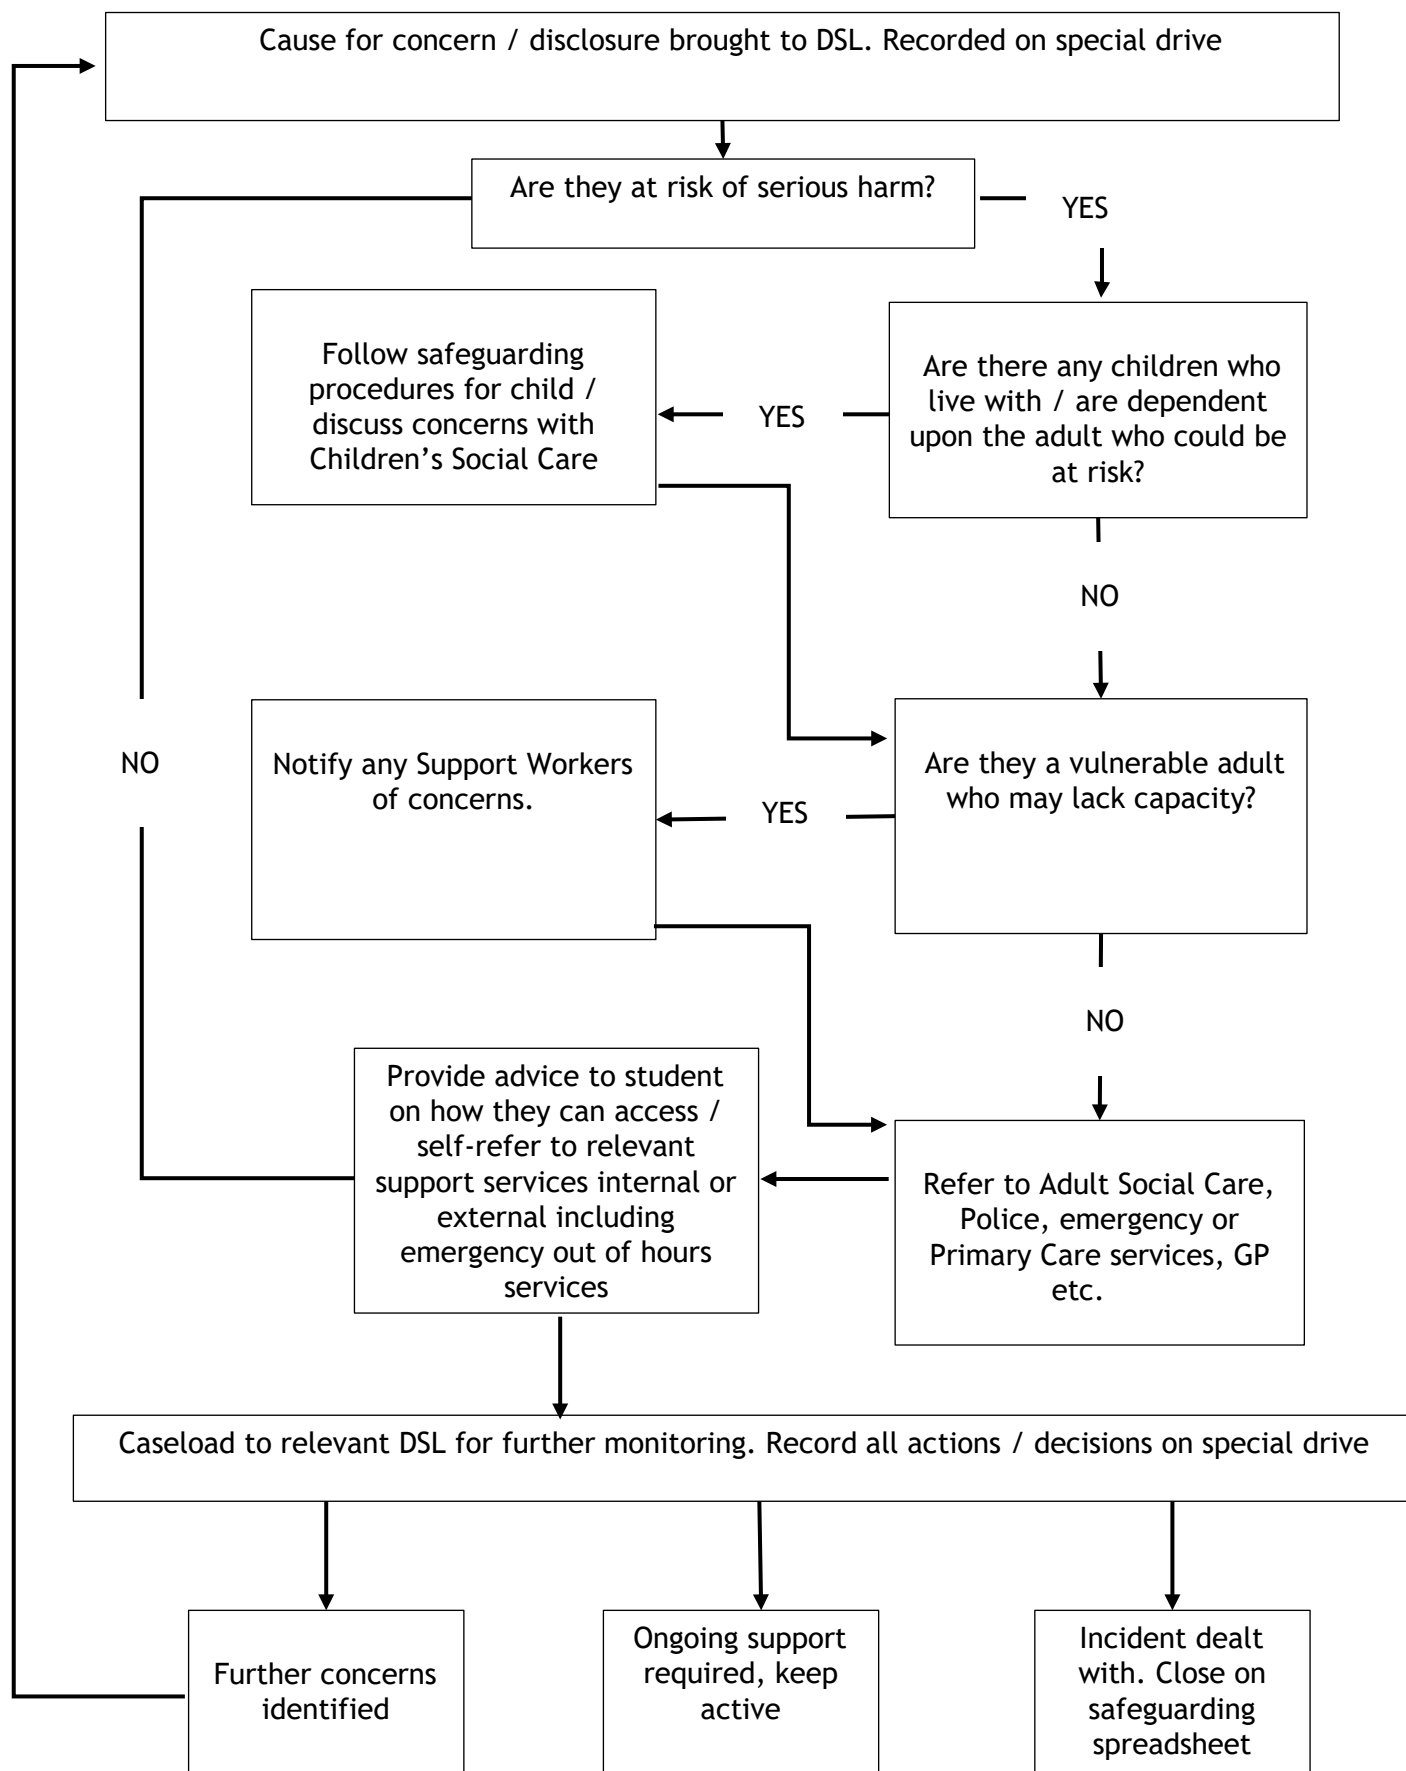 Cause for concern / disclosure brought to DSL. Recorded on special drive
Are they at risk of serious harm?
YES
Follow safeguarding
procedures for child /
discuss concerns with
Children’s Social Care
YES
Are there any children who
live with / are dependent
upon the adult who could be
at risk?
NO
NO
Notify any Support Workers
of concerns.
YES
Are they a vulnerable adult
who may lack capacity?
NO
Provide advice to student
on how they can access /
self-refer to relevant
support services internal or
external including
emergency out of hours
services
Refer to Adult Social Care,
Police, emergency or
Primary Care services, GP
etc.
Caseload to relevant DSL for further monitoring. Record all actions / decisions on special drive
Further concerns
identified
Ongoing support
required, keep
active
Incident dealt
with. Close on
safeguarding
spreadsheet